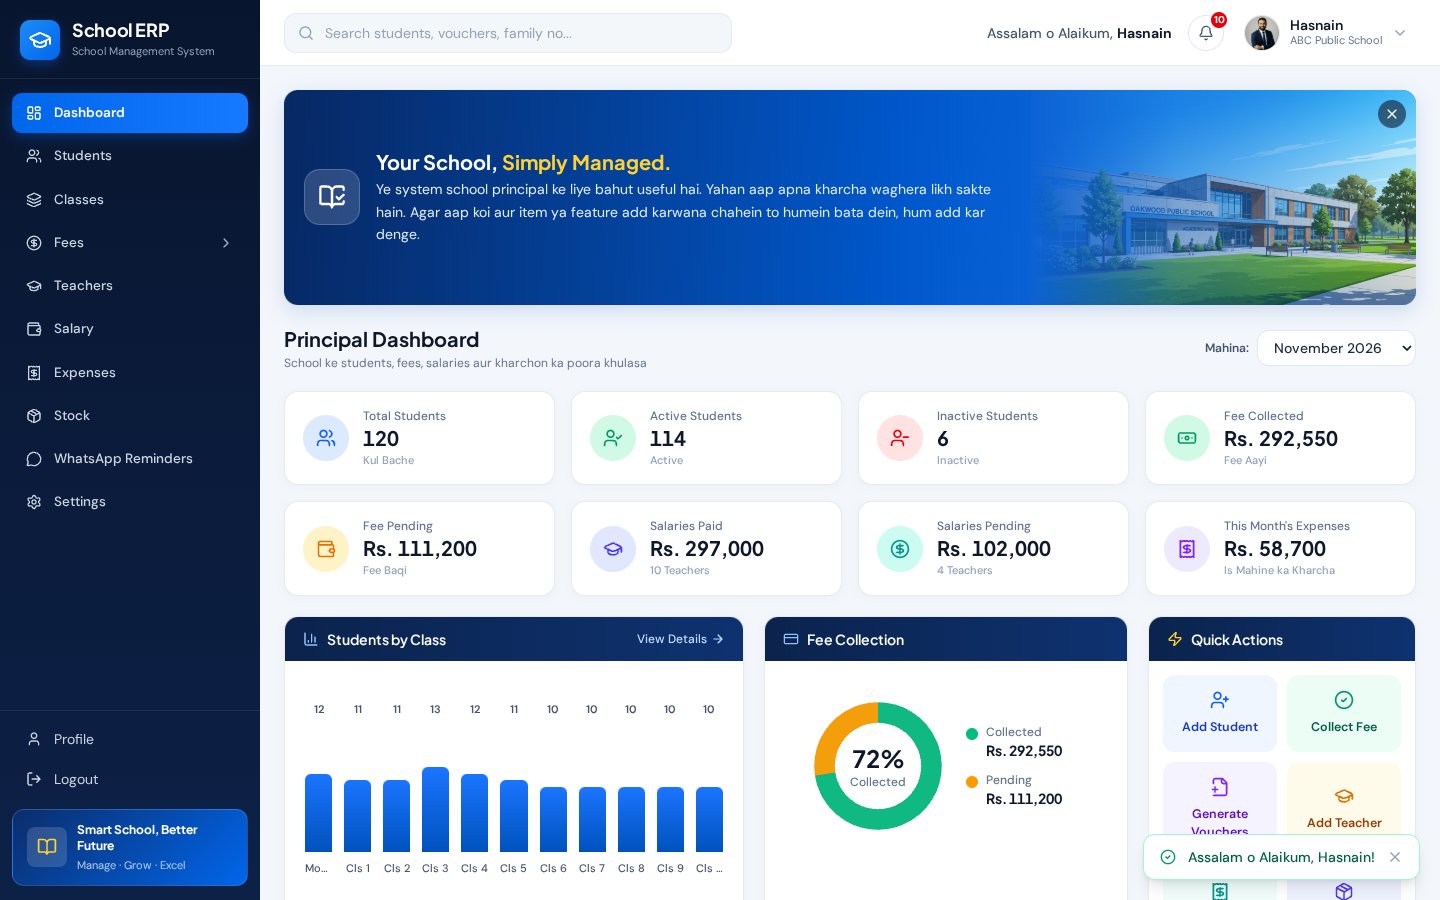 School ERP
School Management System
Search students, vouchers, family no...
Assalam o Alaikum, Hasnain
10
Hasnain
ABC Public School
Dashboard
Students
Classes
Fees
Teachers
Salary
Expenses
Stock
WhatsApp Reminders
Settings
Profile
Logout
Smart School, Better
Future
Manage · Grow · Excel
Your School, Simply Managed.
Ye system school principal ke liye bahut useful hai. Yahan aap apna kharcha waghera likh sakte
hain. Agar aap koi aur item ya feature add karwana chahein to humein bata dein, hum add kar
denge.
OAKWOOD PUBLIC SCHOOL
ACADEMIC WING
Principal Dashboard
School ke students, fees, salaries aur kharchon ka poora khulasa
Mahina:
November 2026
Total Students
120
Kul Bache
Active Students
114
Active
Inactive Students
6
Inactive
Fee Collected
Rs. 292,550
Fee Aayi
Fee Pending
Rs. 111,200
Fee Baqi
Salaries Paid
Rs. 297,000
10 Teachers
Salaries Pending
Rs. 102,000
4 Teachers
This Month's Expenses
Rs. 58,700
Is Mahine ka Kharcha
Students by Class
View Details →
12 11 11 13 12 11 10 10 10 10 10
Mo... Cls 1 Cls 2 Cls 3 Cls 4 Cls 5 Cls 6 Cls 7 Cls 8 Cls 9 Cls ...
Fee Collection
72%
Collected
Collected
Rs. 292,550
Pending
Rs. 111,200
Quick Actions
Add Student
Collect Fee
Generate
Vouchers
Add Teacher
Assalam o Alaikum, Hasnain!